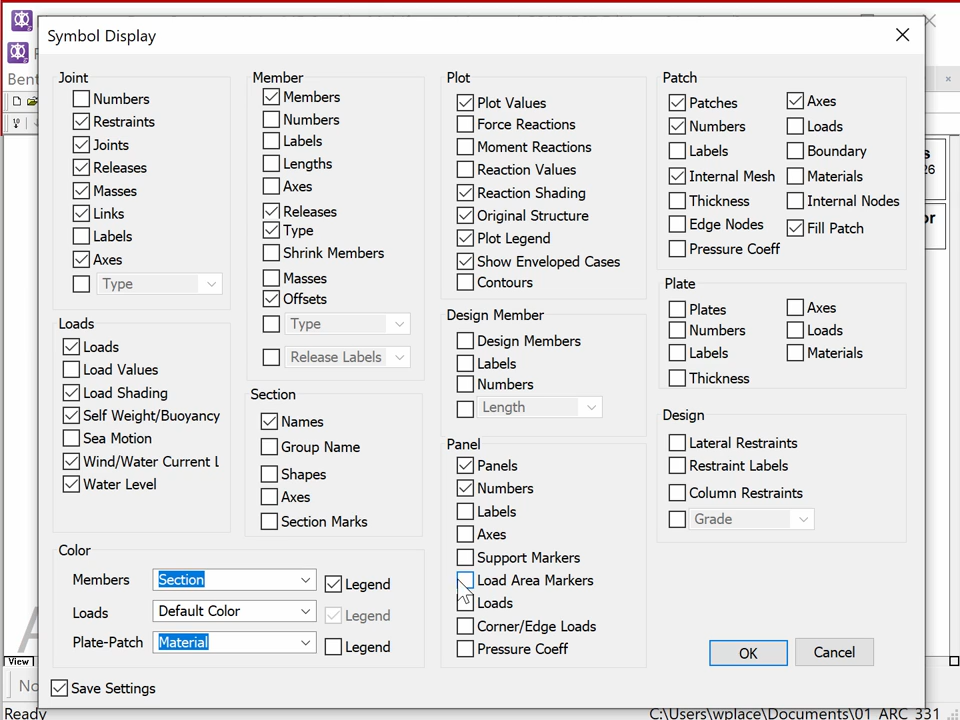 Symbol Display
Bent
Joint
Numbers
Restraints
Joints
Releases
Masses
Links
Labels
Axes
Type
Loads
Loads
Load Values
Load Shading
Self Weight/Buoyancy
Sea Motion
Wind/Water Current L
Water Level
Color
Members
Section
Legend
Loads
Default Color
Legend
Plate-Patch
Material
Legend
Save Settings
Member
Members
Numbers
Labels
Lengths
Axes
Releases
Type
Shrink Members
Masses
Offsets
Type
Release Labels
Section
Names
Group Name
Shapes
Axes
Section Marks
Plot
Plot Values
Force Reactions
Moment Reactions
Reaction Values
Reaction Shading
Original Structure
Plot Legend
Show Enveloped Cases
Contours
Design Member
Design Members
Labels
Numbers
Length
Panel
Panels
Numbers
Labels
Axes
Support Markers
Load Area Markers
Loads
Corner/Edge Loads
Pressure Coeff
Patch
Patches
Numbers
Labels
Internal Mesh
Thickness
Edge Nodes
Pressure Coeff
Axes
Loads
Boundary
Materials
Internal Nodes
Fill Patch
Plate
Plates
Numbers
Labels
Thickness
Axes
Loads
Materials
Design
Lateral Restraints
Restraint Labels
Column Restraints
Grade
OK
Cancel
s
26
or
View
No
Ready
C:\Users\wplace\Documents\01_ARC_331